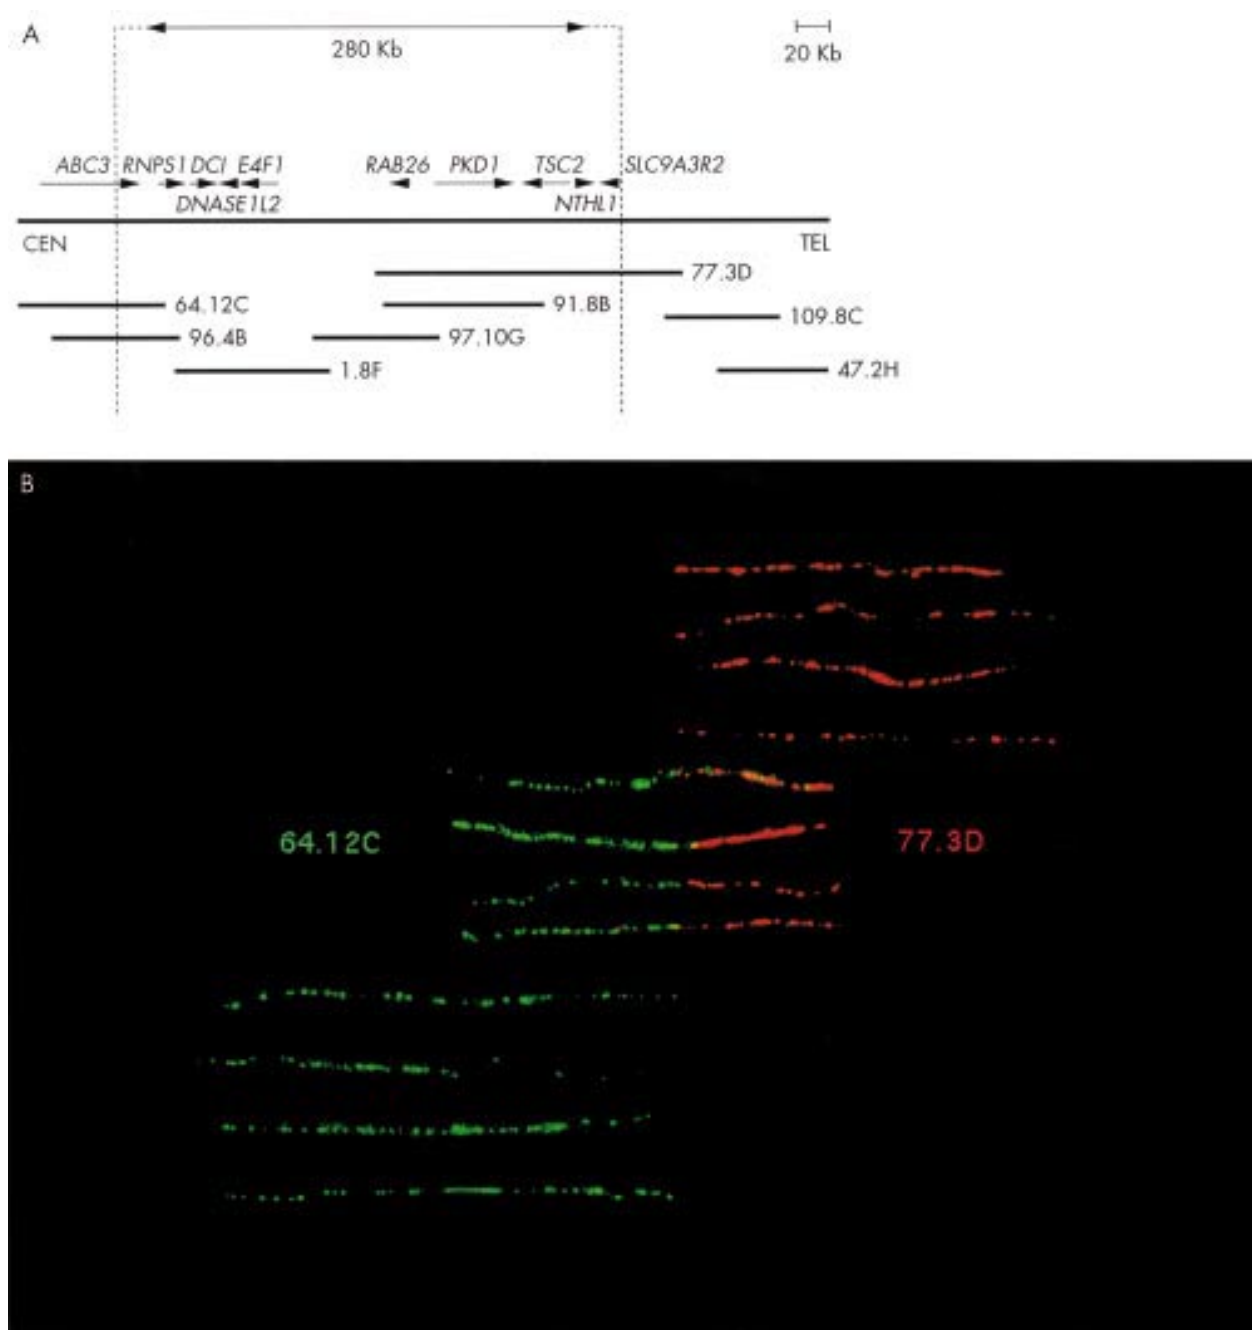 A
280 Kb
20 Kb
ABC3 RNPS1 DCI E4F1 RAB26 PKD1 TSC2 SLC9A3R2
DNASE1L2 NTHL1
CEN TEL
77.3D
64.12C 91.8B
109.8C
96.4B 97.10G
1.8F 47.2H
B
64.12C 77.3D